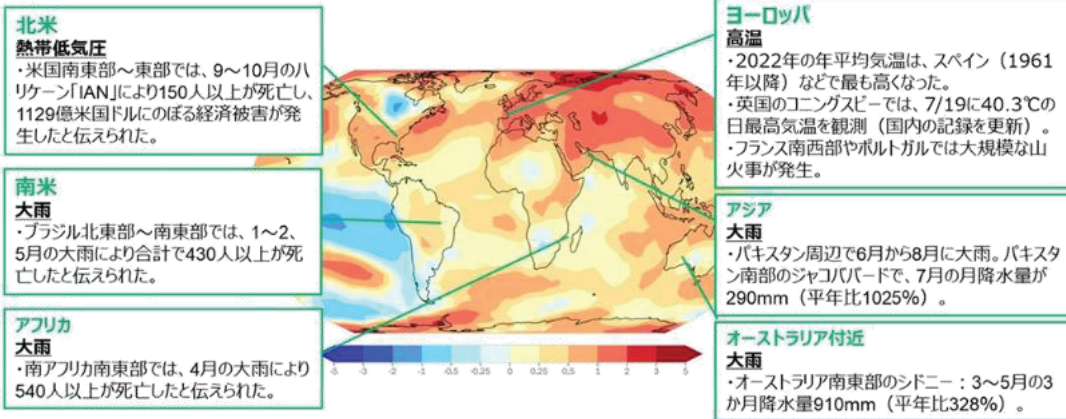 北米
熱帯低気圧
・米国南東部～東部では、9～10月のハ
リケーン「IAN」により150人以上が死亡し、
1129億米国ドルにのぼる経済被害が発
生したと伝えられた。
南米
大雨
・ブラジル北東部～南東部では、1～2、
5月の大雨により合計で430人以上が死
亡したと伝えられた。
アフリカ
大雨
・南アフリカ南東部では、4月の大雨により
540人以上が死亡したと伝えられた。
ヨーロッパ
高温
・2022年の年平均気温は、スペイン（1961
年以降）などで最も高くなった。
・英国のコニングスビーでは、7/19に40.3℃の
日最高気温を観測（国内の記録を更新）。
・フランス南西部やポルトガルでは大規模な山
火事が発生。
アジア
大雨
・パキスタン周辺で6月から8月に大雨。パキスタ
ン南部のジャコババードで、7月の月降水量が
290mm（平年比1025%）。
オーストラリア付近
大雨
・オーストラリア南東部のシドニー：3～5月の3
か月降水量910mm（平年比328%）。
-5 -3 -2 -1 -0.5 -0.25 0 0.25 0.5 1 2 3 5